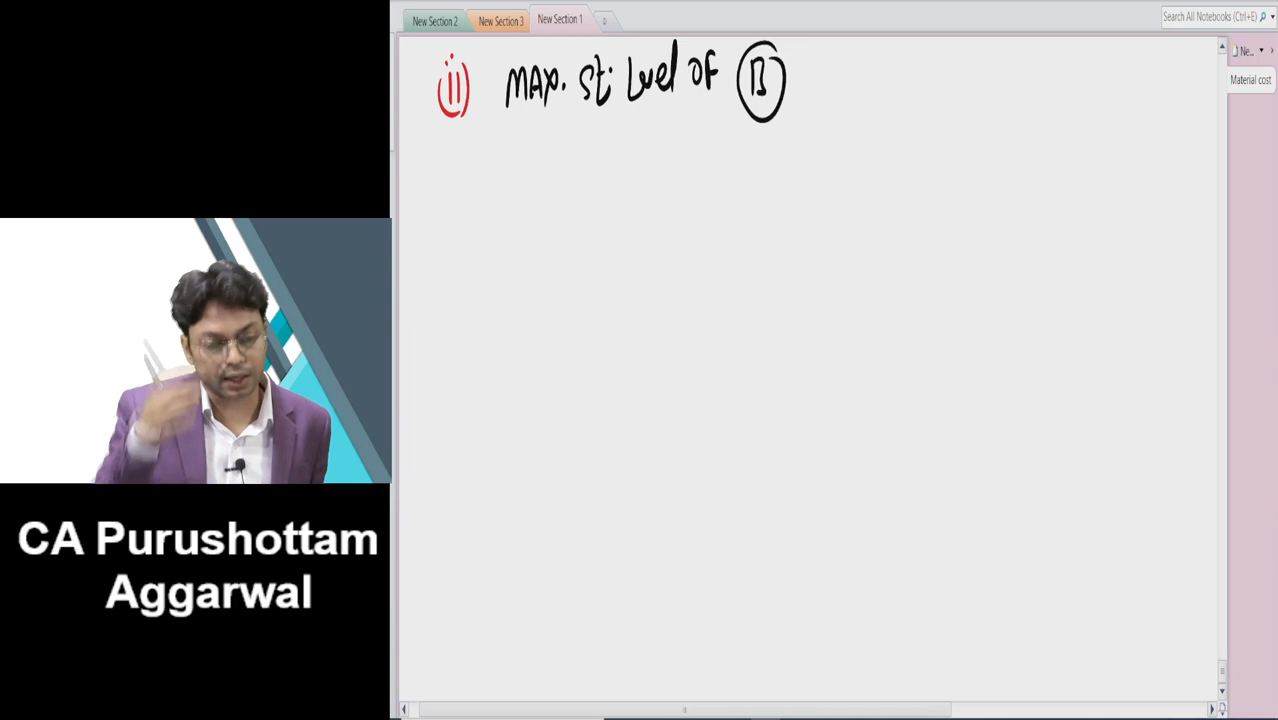 New Section 2 New Section 3 New Section 1
Search All Notebooks (Ctrl+E)
Ne...
Material cost
ii) MAX. St. Level OF B
CA Purushottam
Aggarwal